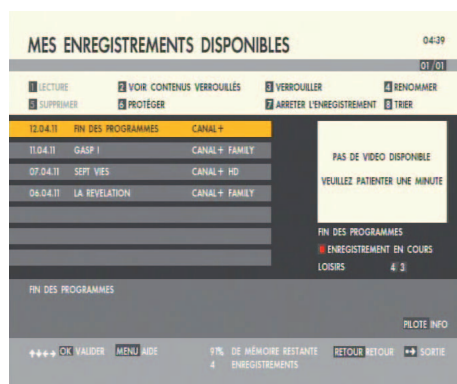 MES ENREGISTREMENTS DISPONIBLES 04:39
01/01
1 LECTURE 2 VOIR CONTENUS VERROUILLÉS 3 VERROUILLER 4 RENOMMER
5 SUPPRIMER 6 PROTÉGER 7 ARRETER L'ENREGISTREMENT 8 TRIER
12.04.11 FIN DES PROGRAMMES CANAL+
11.04.11 GASP ! CANAL+ FAMILY
07.04.11 SEPT VIES CANAL+ HD
06.04.11 LA REVELATION CANAL+ FAMILY
PAS DE VIDEO DISPONIBLE
VEUILLEZ PATIENTER UNE MINUTE
FIN DES PROGRAMMES
ENREGISTREMENT EN COURS
LOISIRS 4 3
FIN DES PROGRAMMES
PILOTE INFO
OK VALIDER MENU AIDE 91% DE MÉMOIRE RESTANTE RETOUR RETOUR SORTIE
4 ENREGISTREMENTS